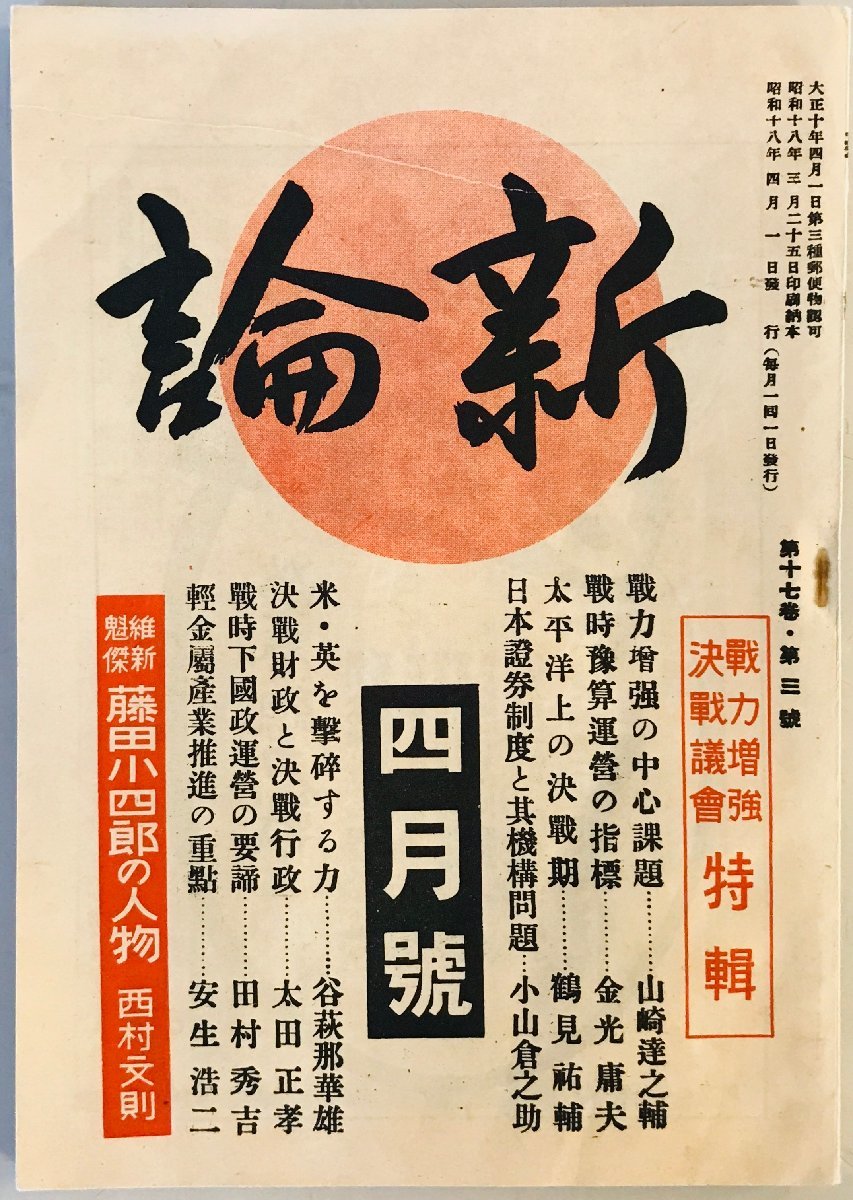 大正十年四月一日第三種郵便物認可
昭和十八年三月二十五日印刷納本
昭和十八年四月一日發行(毎月一回一日發行)
第十七卷・第三號
新論
戰力增強
決戰議會
特輯
戰力增强の中心課題…………山崎達之輔
戰時豫算運營の指標…………金光庸夫
太平洋上の決戰期…………鶴見祐輔
日本證券制度と其機構問題…小山倉之助
四月號
米・英を擊碎する力…………谷萩那華雄
決戰財政と決戰行政…………太田正孝
戰時下國政運營の要諦………田村秀吉
輕金屬產業推進の重點………安生浩二
維新
魁傑
藤田小四郎の人物 西村文則